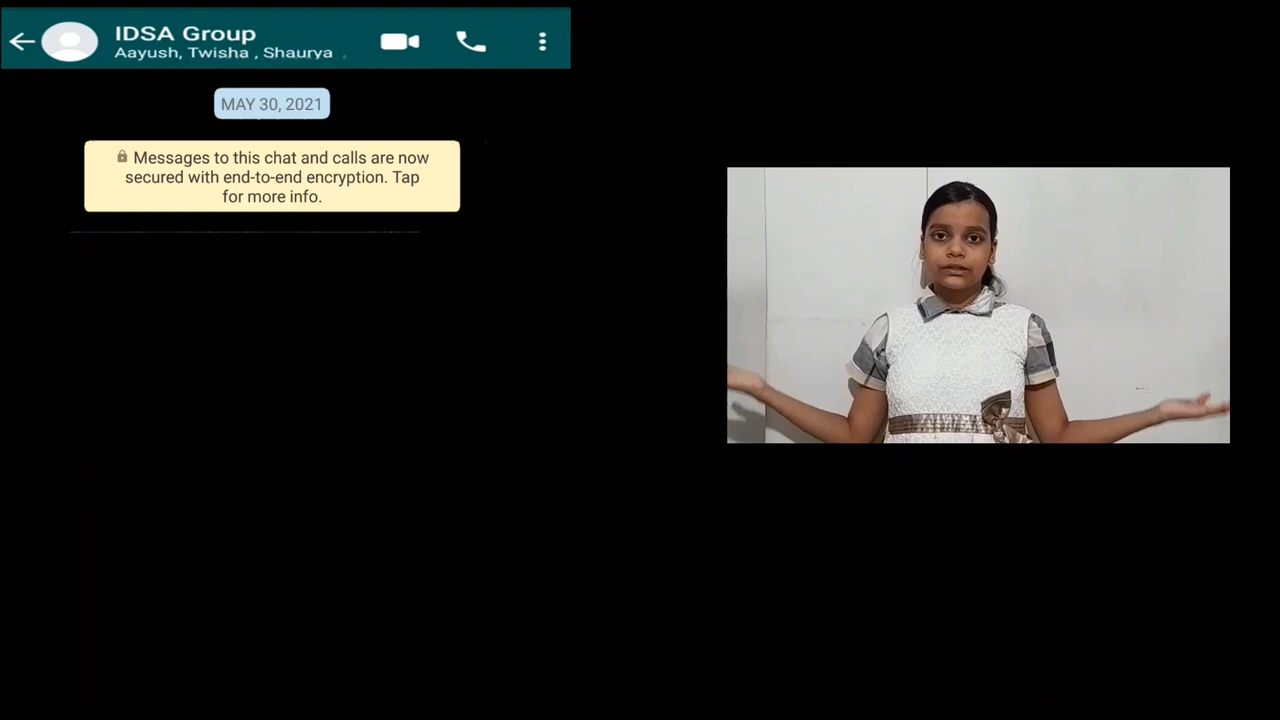 IDSA Group
Aayush, Twisha , Shaurya
MAY 30, 2021
Messages to this chat and calls are now
secured with end-to-end encryption. Tap
for more info.